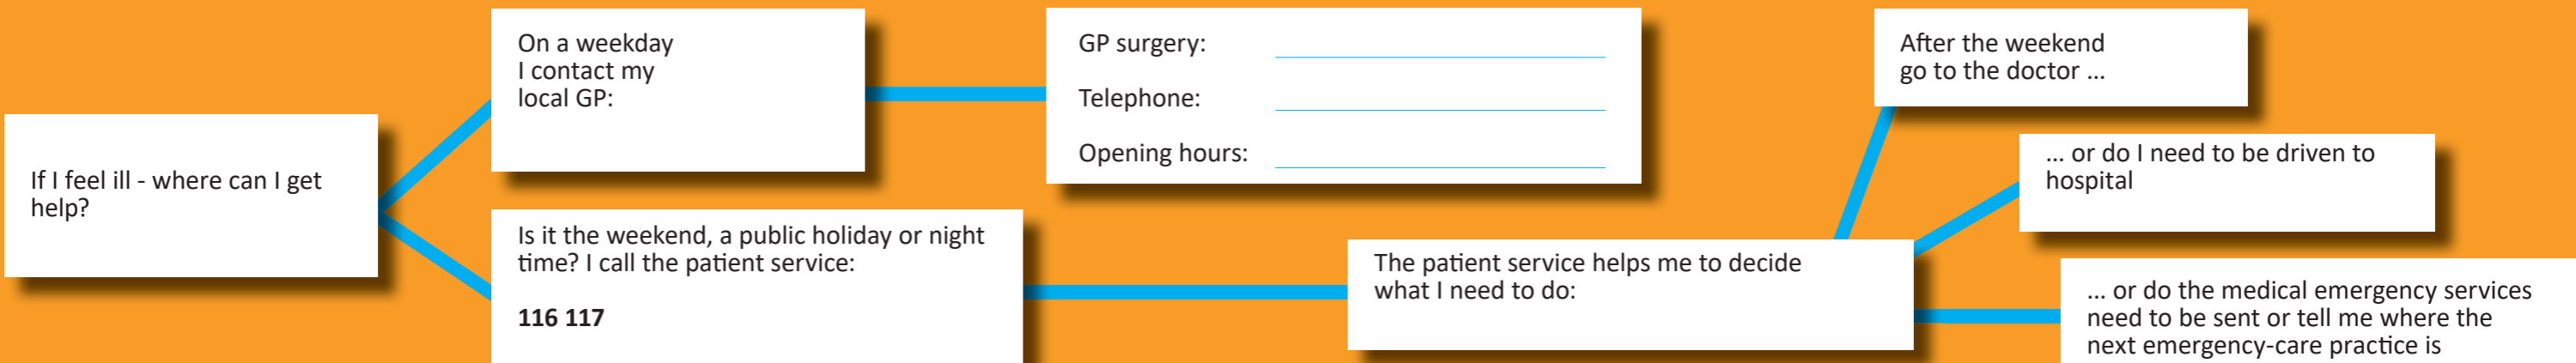 If I feel ill - where can I get
help?
On a weekday
I contact my
local GP:
GP surgery:
Telephone:
Opening hours:
Is it the weekend, a public holiday or night
time? I call the patient service:
116 117
The patient service helps me to decide
what I need to do:
After the weekend
go to the doctor ...
... or do I need to be driven to
hospital
... or do the medical emergency services
need to be sent or tell me where the
next emergency-care practice is